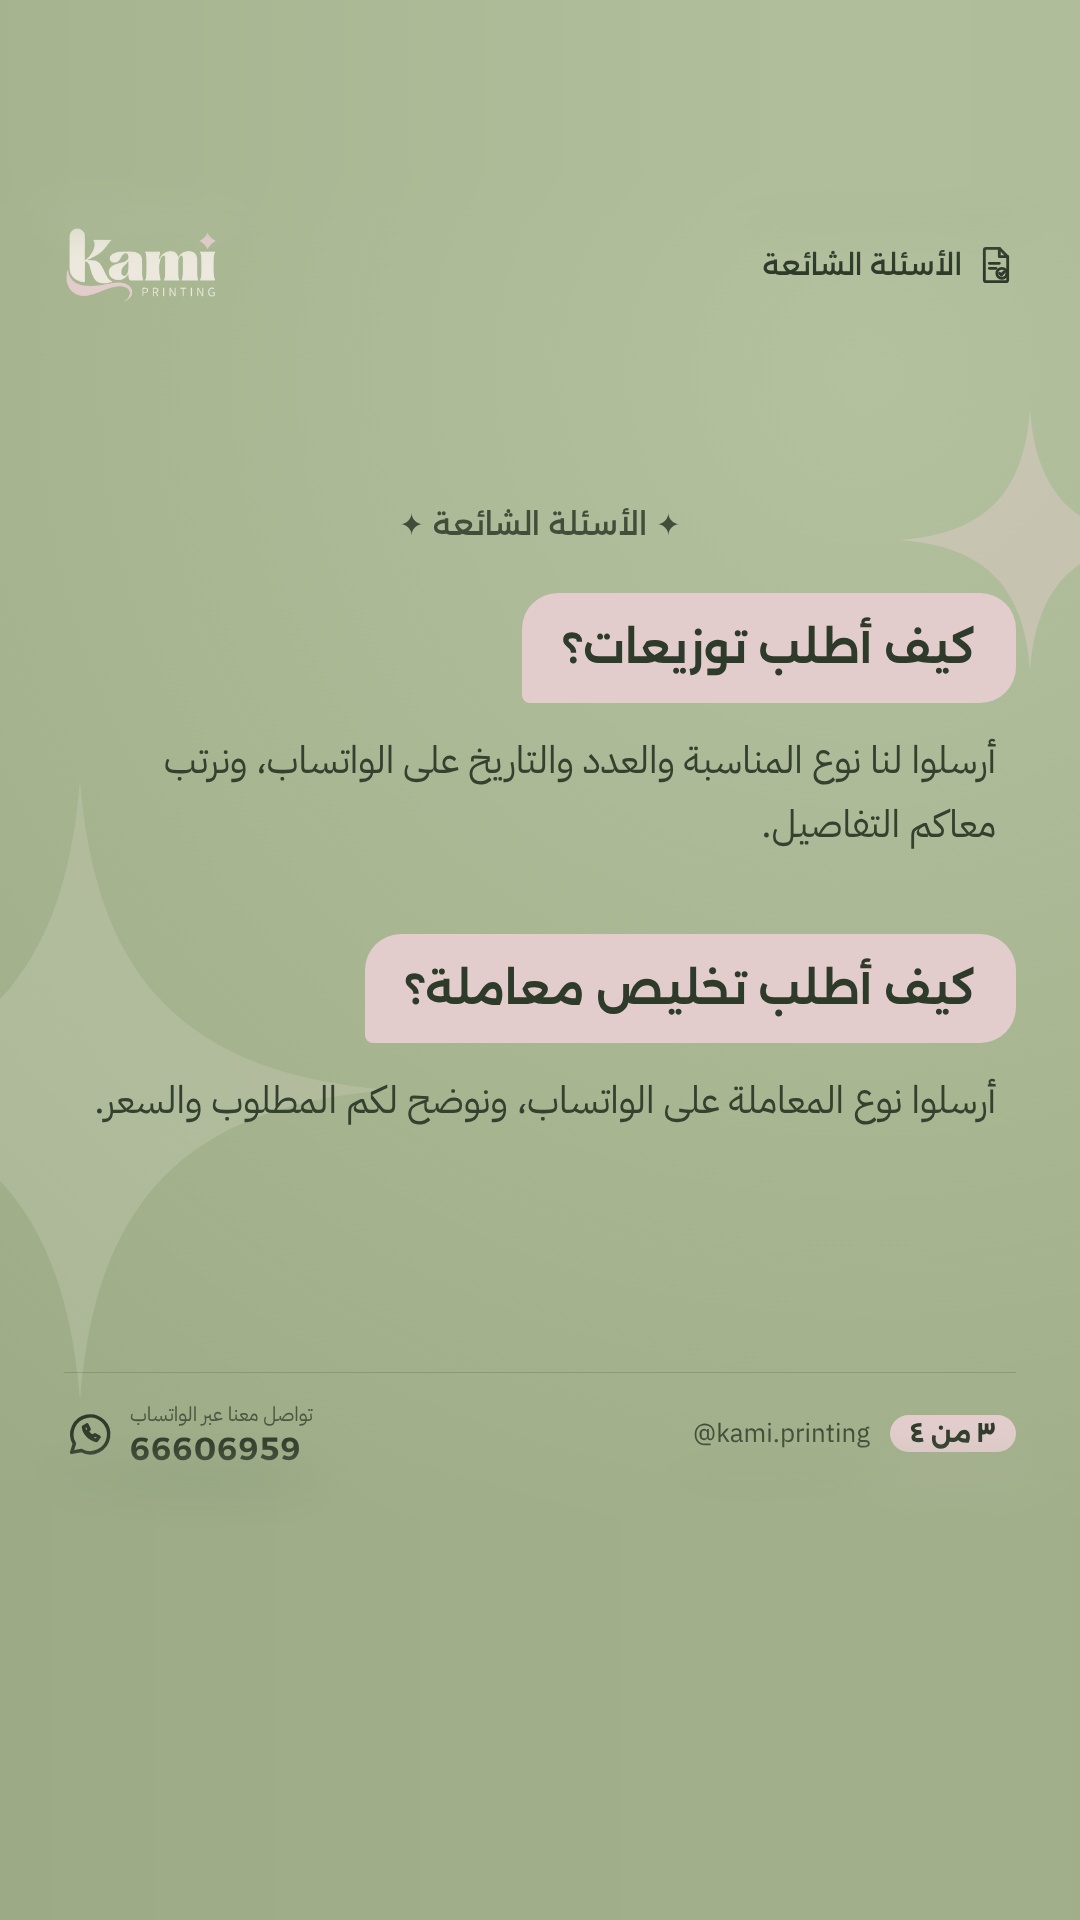 الأسئلة الشائعة
Kami
PRINTING
✦ الأسئلة الشائعة ✦
كيف أطلب توزيعات؟
أرسلوا لنا نوع المناسبة والعدد والتاريخ على الواتساب، ونرتب
معاكم التفاصيل.
كيف أطلب تخليص معاملة؟
أرسلوا نوع المعاملة على الواتساب، ونوضح لكم المطلوب والسعر.
٣ من ٤
@kami.printing
تواصل معنا عبر الواتساب
66606959